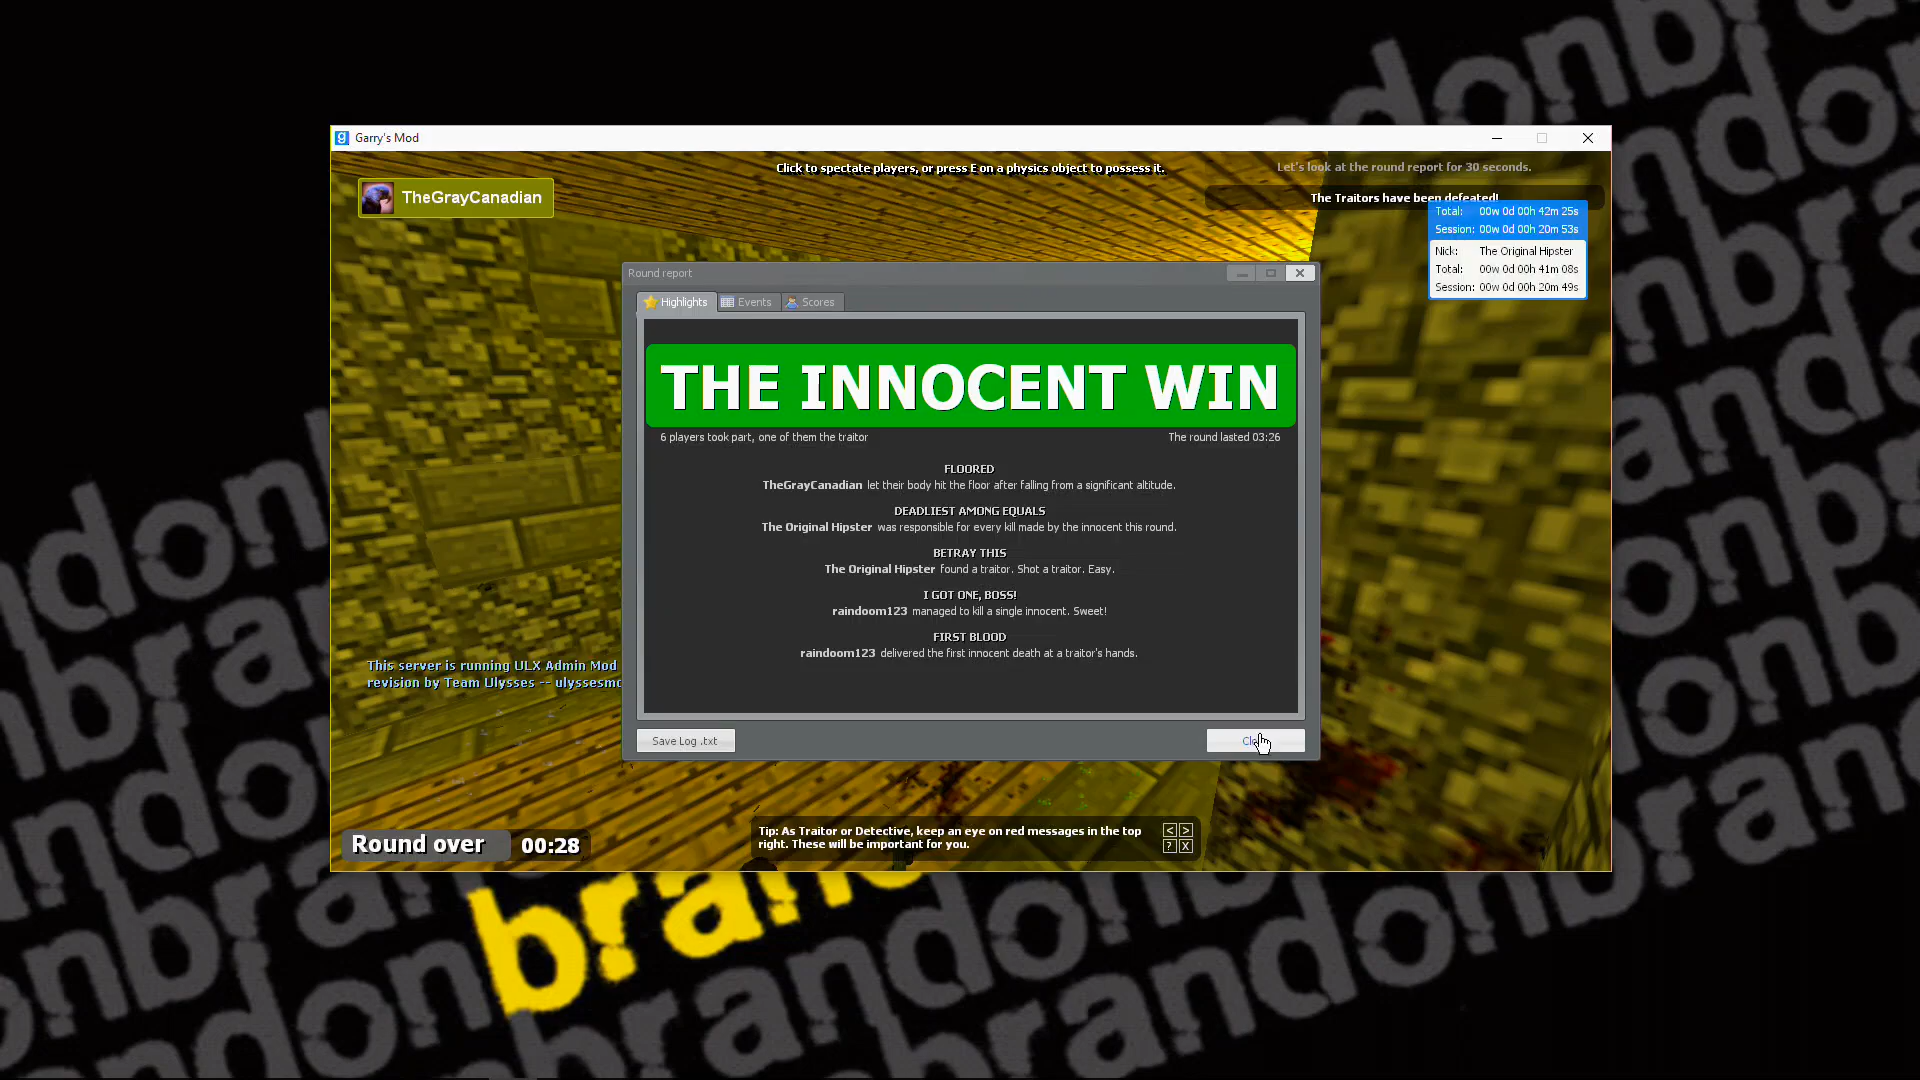 Garry's Mod
Click to spectate players, or press E on a physics object to possess it.
Let's look at the round report for 30 seconds.
TheGrayCanadian
The Traitors have been defeated!
Total: 00w 0d 00h 42m 25s
Session: 00w 0d 00h 20m 53s
Nick: The Original Hipster
Total: 00w 0d 00h 41m 08s
Session: 00w 0d 00h 20m 49s
Round report
Highlights Events Scores
THE INNOCENT WIN
6 players took part, one of them the traitor
The round lasted 03:26
FLOORED
TheGrayCanadian let their body hit the floor after falling from a significant altitude.
DEADLIEST AMONG EQUALS
The Original Hipster was responsible for every kill made by the innocent this round.
BETRAY THIS
The Original Hipster found a traitor. Shot a traitor. Easy.
I GOT ONE, BOSS!
raindoom123 managed to kill a single innocent. Sweet!
FIRST BLOOD
raindoom123 delivered the first innocent death at a traitor's hands.
This server is running ULX Admin Mod
revision by Team Ulysses -- ulyssesmo
Save Log .txt
Round over 00:28
Tip: As Traitor or Detective, keep an eye on red messages in the top
right. These will be important for you.
< >
? X
brandonbrandonb
brandonbrandonb
brandonbrandonb